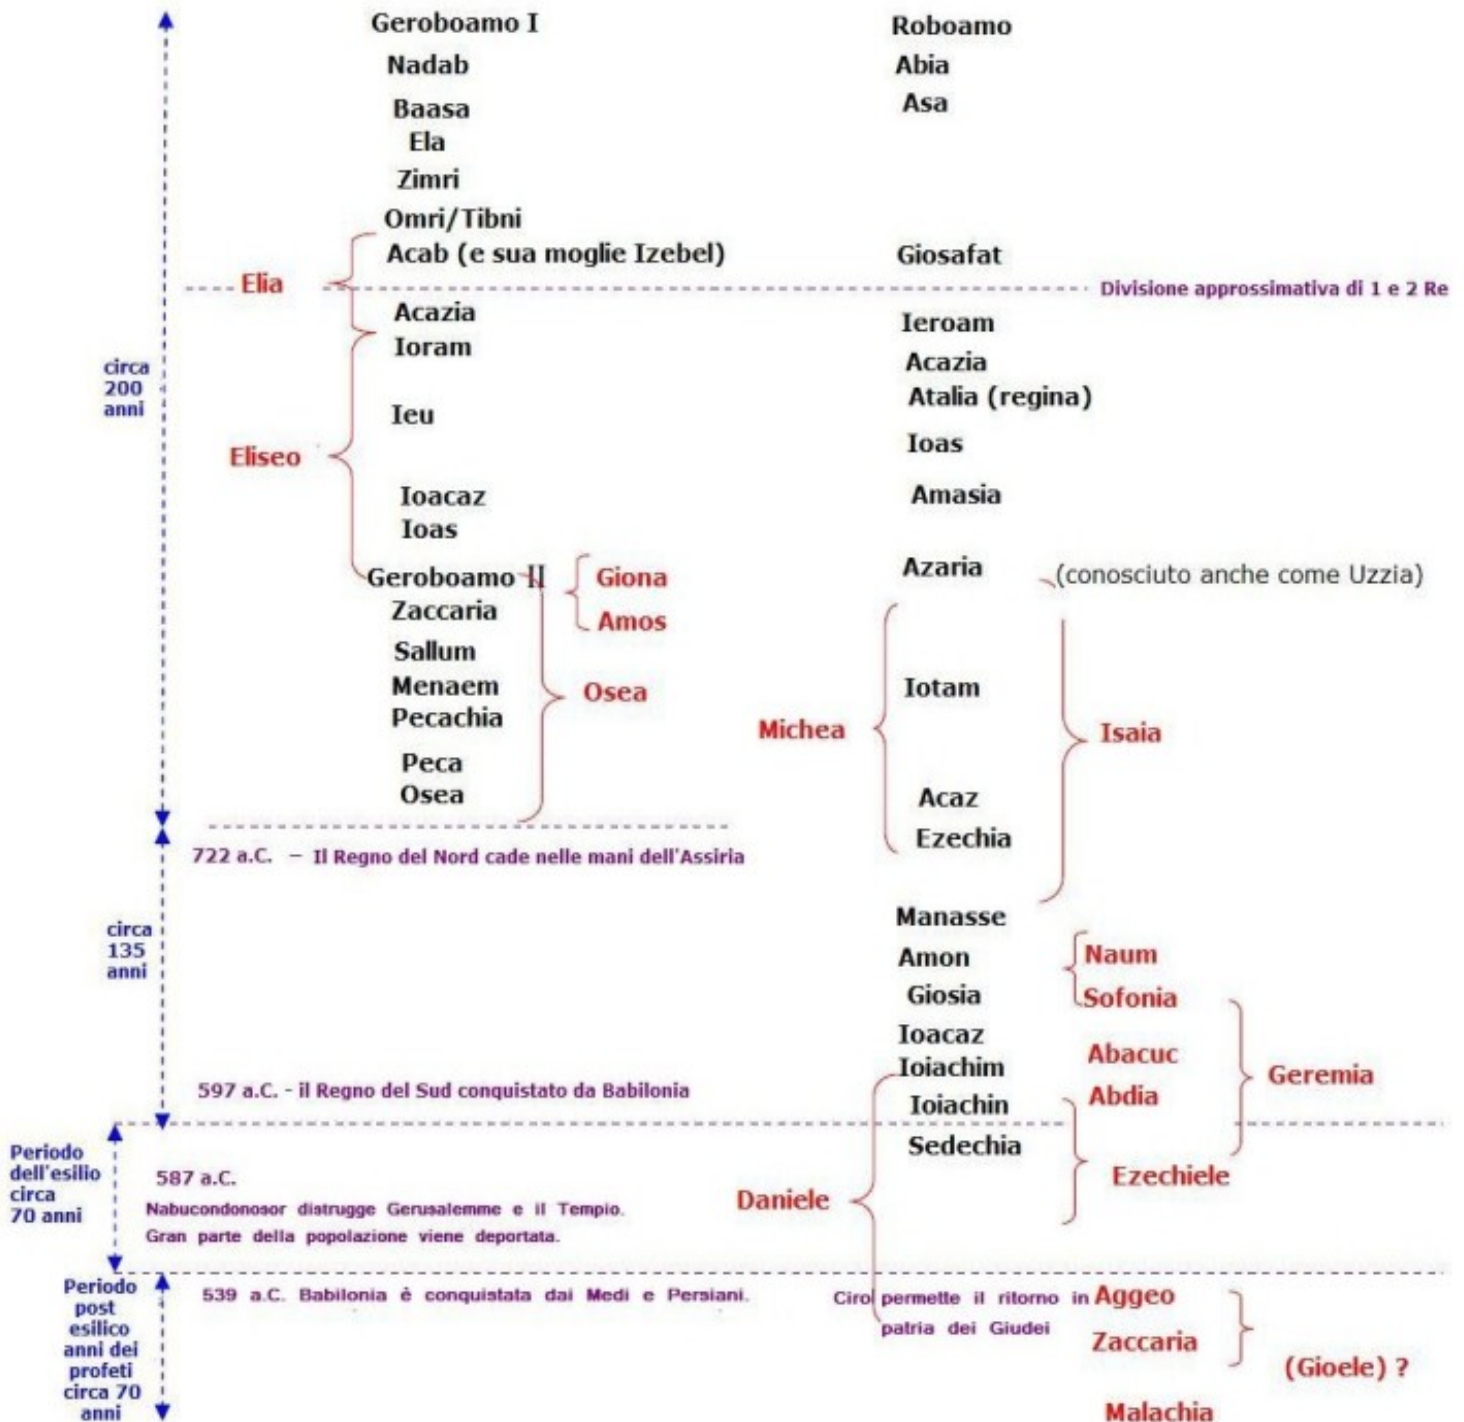 Geroboamo I
Roboamo
Nadab
Abia
Baasa
Asa
Ela
Zimri
Omri/Tibni
Acab (e sua moglie Izebel)
Giosafat
Elia
Divisione approssimativa di 1 e 2 Re
Acazia
Ieroam
Ioram
Acazia
circa
200
anni
Atalia (regina)
Ieu
Ioas
Eliseo
Ioacaz
Amasia
Ioas
Geroboamo II
Giona
Azaria
(conosciuto anche come Uzzia)
Zaccaria
Amos
Sallum
Menaem
Osea
Iotam
Pecachia
Michea
Isaia
Peca
Osea
Acaz
Ezechia
722 a.C. – Il Regno del Nord cade nelle mani dell'Assiria
Manasse
circa
135
anni
Amon
Naum
Giosia
Sofonia
Ioacaz
Abacuc
Ioiachim
Geremia
597 a.C. - il Regno del Sud conquistato da Babilonia
Abdia
Ioiachin
Sedechia
Periodo
dell'esilio
circa
70 anni
587 a.C.
Ezechiele
Nabucondonosor distrugge Gerusalemme e il Tempio.
Daniele
Gran parte della popolazione viene deportata.
Periodo
post
esilico
anni dei
profeti
circa 70
anni
539 a.C. Babilonia è conquistata dai Medi e Persiani.
Ciro permette il ritorno in
patria dei Giudei
Aggeo
Zaccaria
(Gioele) ?
Malachia